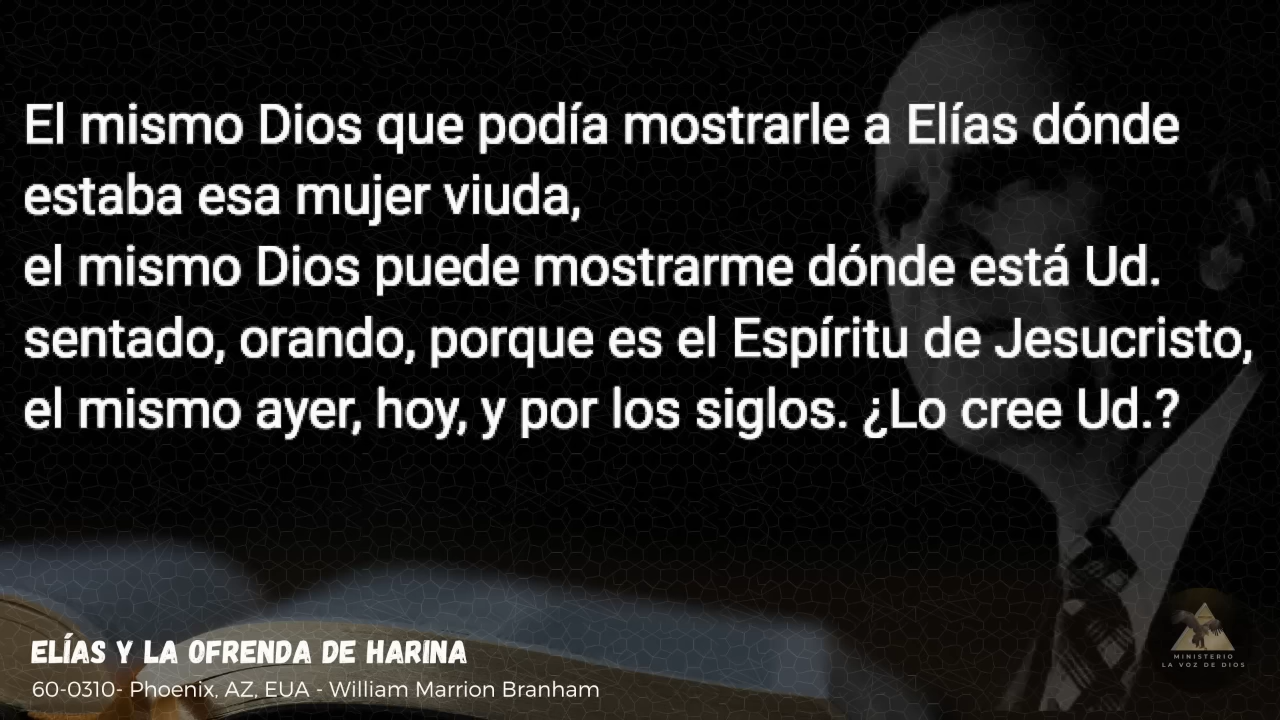 El mismo Dios que podía mostrarle a Elías dónde
estaba esa mujer viuda,
el mismo Dios puede mostrarme dónde está Ud.
sentado, orando, porque es el Espíritu de Jesucristo,
el mismo ayer, hoy, y por los siglos. ¿Lo cree Ud.?
ELÍAS Y LA OFRENDA DE HARINA
60-0310- Phoenix, AZ, EUA - William Marrion Branham
MINISTERIO
LA VOZ DE DIOS